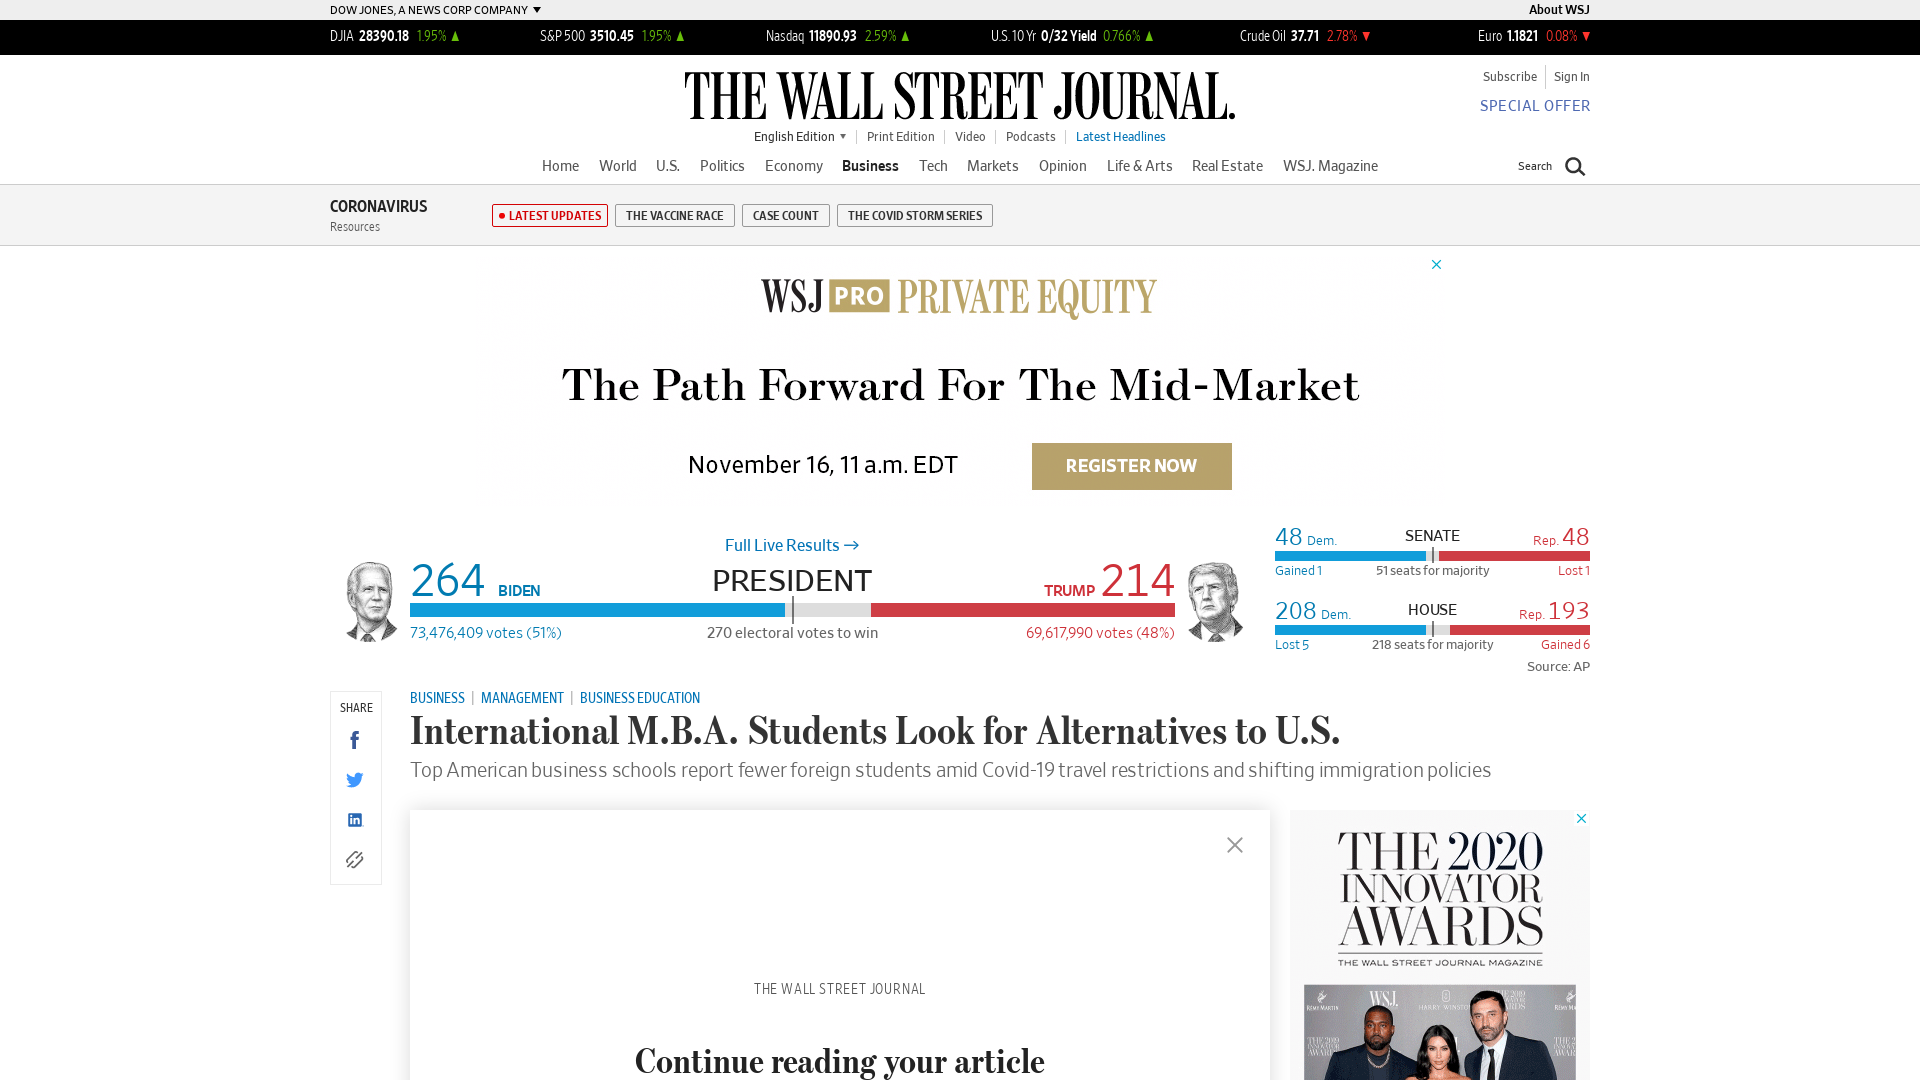 DOW JONES, A NEWS CORP COMPANY
About WSJ
DJIA 28390.18 1.95%
S&P 500 3510.45 1.95%
Nasdaq 11890.93 2.59%
U.S. 10 Yr 0/32 Yield 0.766%
Crude Oil 37.71 2.78%
Euro 1.1821 0.08%
THE WALL STREET JOURNAL.
Subscribe
Sign In
SPECIAL OFFER
English Edition
Print Edition
Video
Podcasts
Latest Headlines
Home
World
U.S.
Politics
Economy
Business
Tech
Markets
Opinion
Life & Arts
Real Estate
WSJ. Magazine
Search
CORONAVIRUS
Resources
LATEST UPDATES
THE VACCINE RACE
CASE COUNT
THE COVID STORM SERIES
WSJ PRO PRIVATE EQUITY
The Path Forward For The Mid-Market
November 16, 11 a.m. EDT
REGISTER NOW
Full Live Results →
264 BIDEN
PRESIDENT
TRUMP 214
73,476,409 votes (51%)
270 electoral votes to win
69,617,990 votes (48%)
48 Dem.
SENATE
Rep. 48
Gained 1
51 seats for majority
Lost 1
208 Dem.
HOUSE
Rep. 193
Lost 5
218 seats for majority
Gained 6
Source: AP
SHARE
BUSINESS | MANAGEMENT | BUSINESS EDUCATION
International M.B.A. Students Look for Alternatives to U.S.
Top American business schools report fewer foreign students amid Covid-19 travel restrictions and shifting immigration policies
THE WALL STREET JOURNAL
Continue reading your article
THE 2020
INNOVATOR
AWARDS
THE WALL STREET JOURNAL MAGAZINE
WSJ.
HARRY WINSTON
RÉMY MARTIN